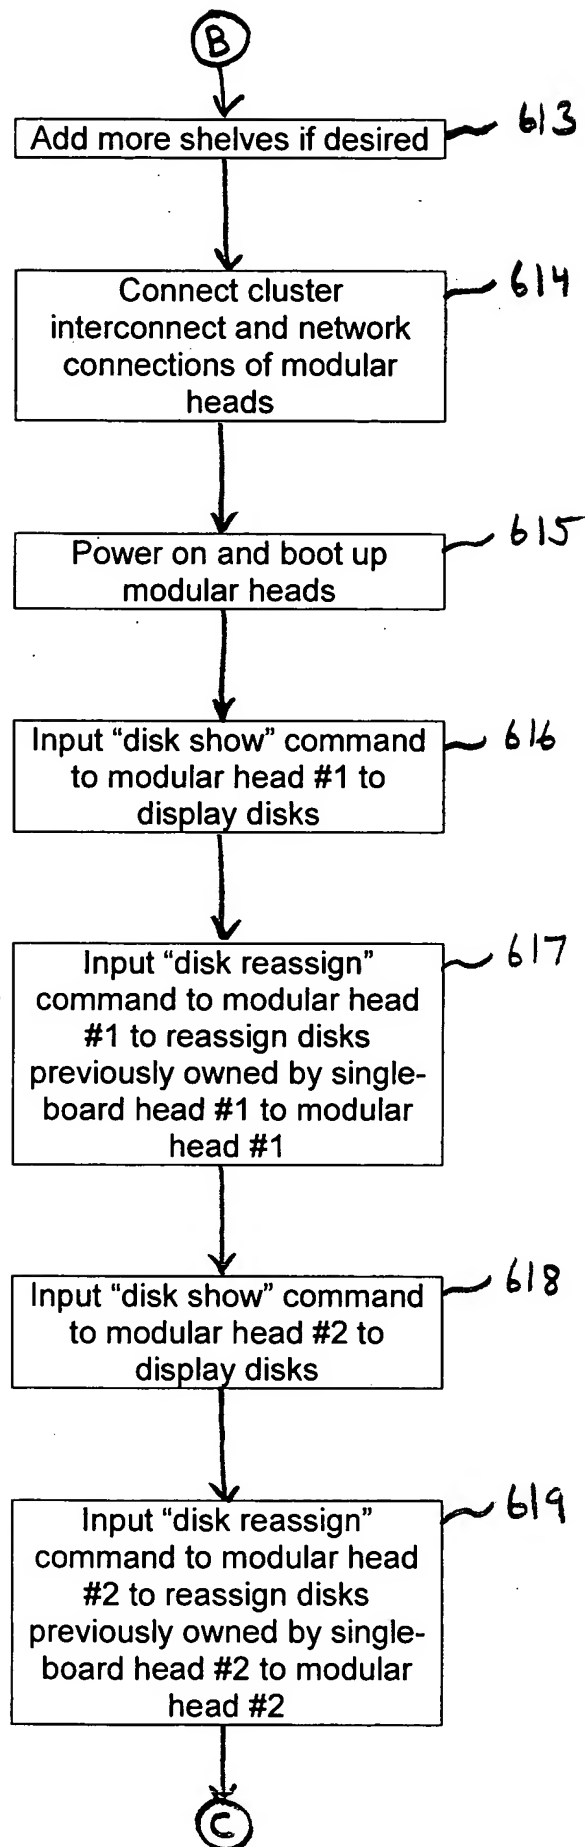 B
Add more shelves if desired
613
Connect cluster
interconnect and network
connections of modular
heads
614
Power on and boot up
modular heads
615
Input “disk show” command
to modular head #1 to
display disks
616
Input “disk reassign”
command to modular head
#1 to reassign disks
previously owned by single-
board head #1 to modular
head #1
617
Input “disk show” command
to modular head #2 to
display disks
618
Input “disk reassign”
command to modular head
#2 to reassign disks
previously owned by single-
board head #2 to modular
head #2
619
C